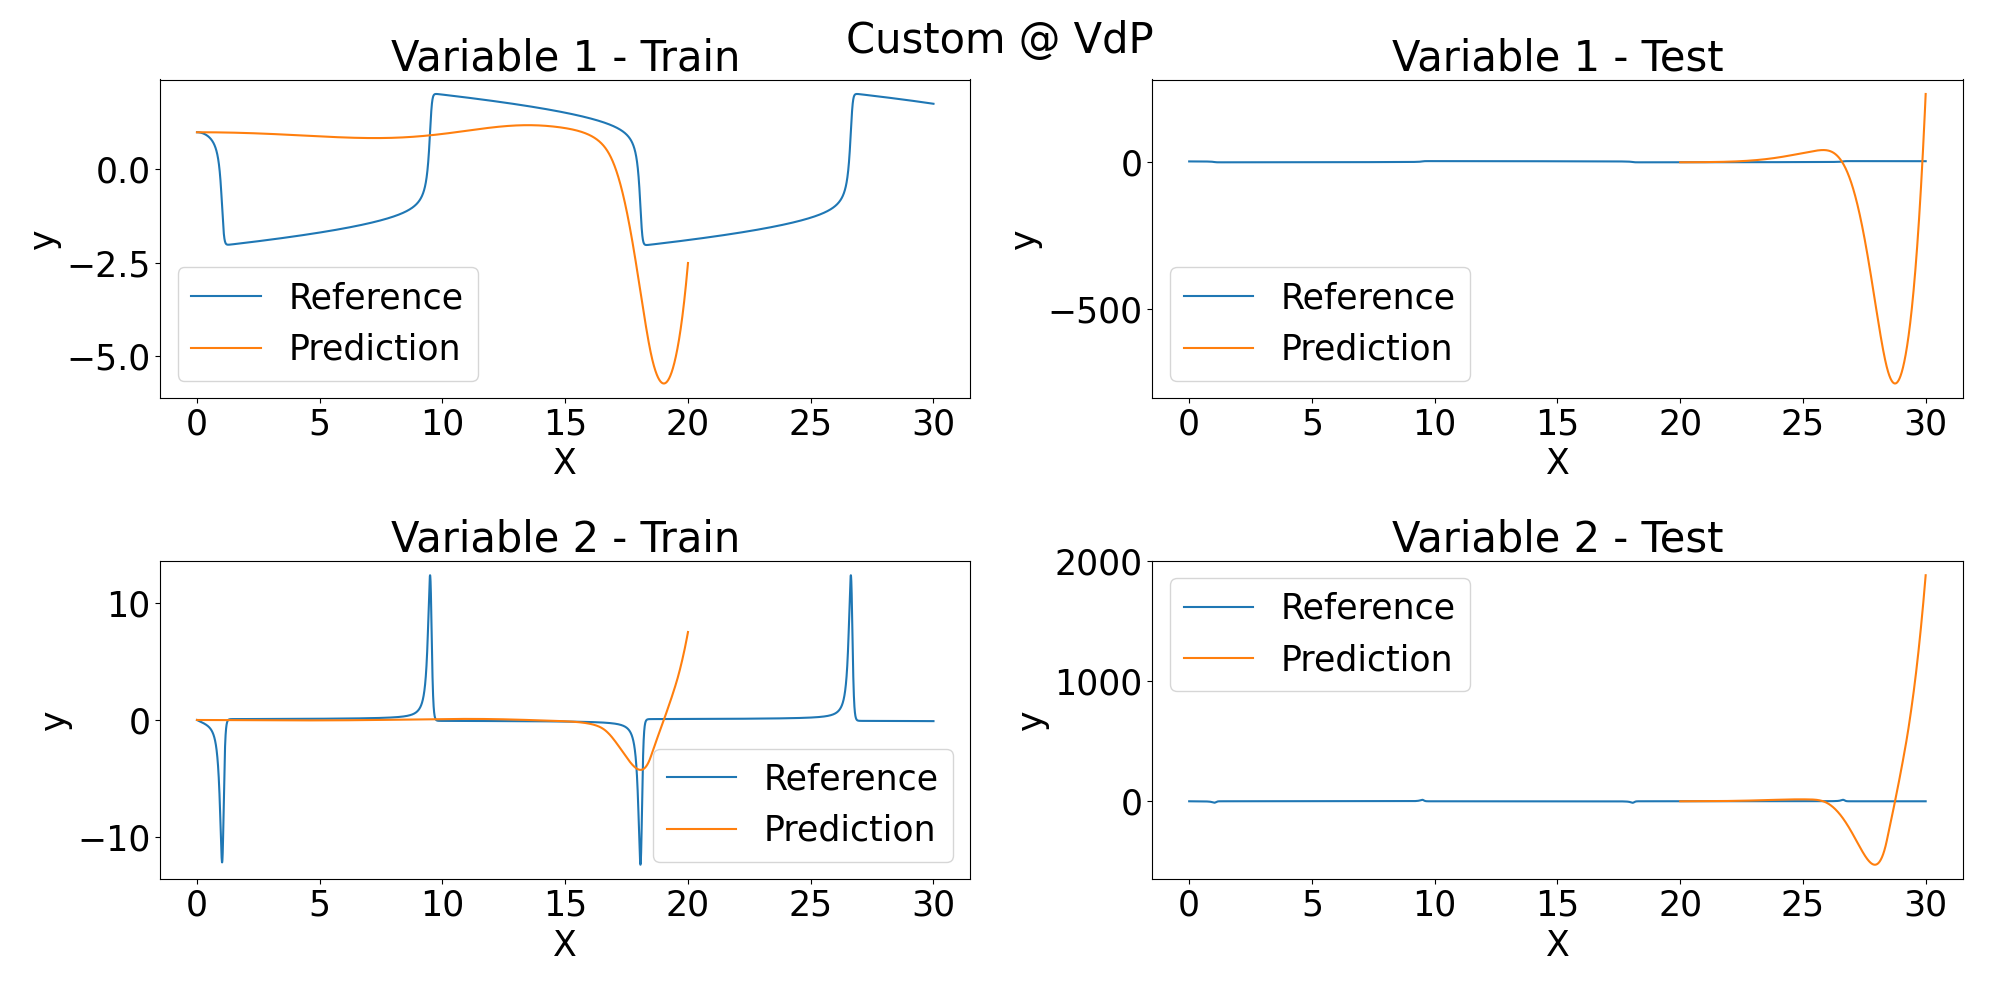 Custom @ VdP
Variable 1 - Train
y
0.0
−2.5
−5.0
Reference
Prediction
0 5 10 15 20 25 30
X
Variable 1 - Test
y
0
−500
Reference
Prediction
0 5 10 15 20 25 30
X
Variable 2 - Train
y
10
0
−10
Reference
Prediction
0 5 10 15 20 25 30
X
Variable 2 - Test
y
2000
1000
0
Reference
Prediction
0 5 10 15 20 25 30
X